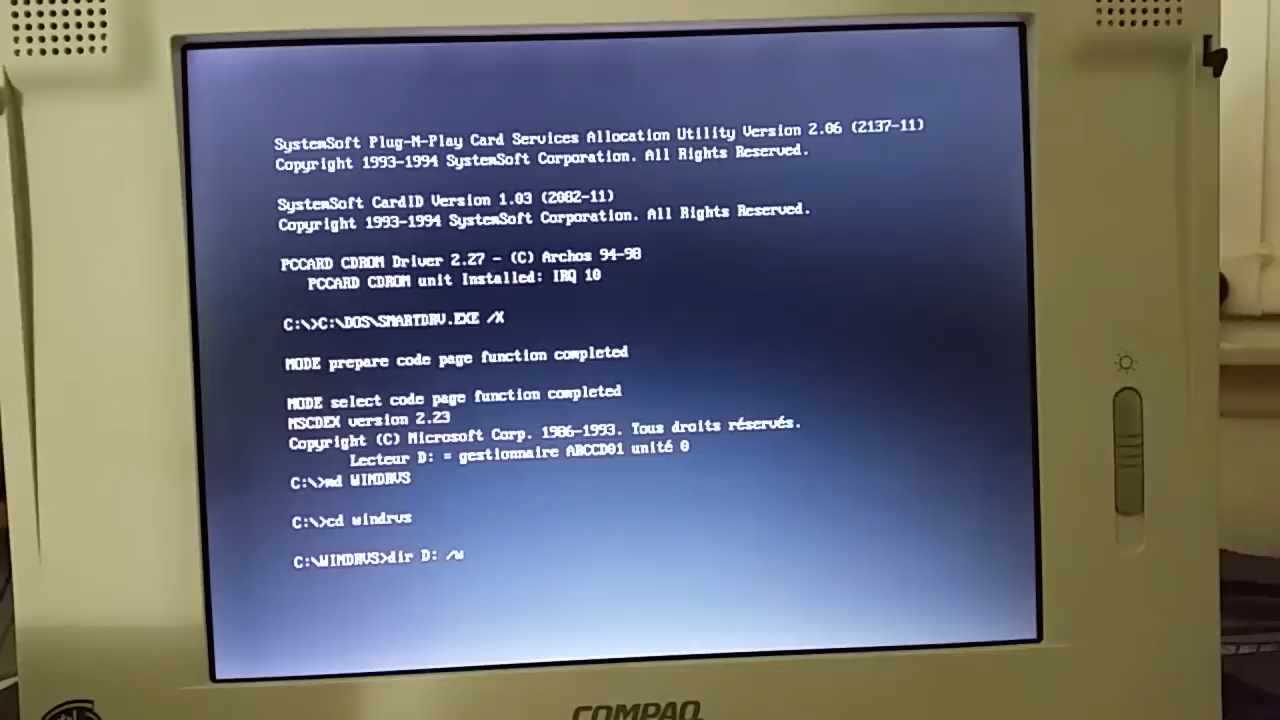 SystemSoft Plug-N-Play Card Services Allocation Utility Version 2.06 (2137-11)
Copyright 1993-1994 SystemSoft Corporation. All Rights Reserved.
SystemSoft CardID Version 1.03 (2082-11)
Copyright 1993-1994 SystemSoft Corporation. All Rights Reserved.
PCCARD CDROM Driver 2.27 - (C) Archos 94-98
PCCARD CDROM unit Installed: IRQ 10
C:\>C:\DOS\SMARTDRV.EXE /X
MODE prepare code page function completed
MODE select code page function completed
MSCDEX version 2.23
Copyright (C) Microsoft Corp. 1986-1993. Tous droits réservés.
Lecteur D: = gestionnaire ARCCD01 unité 0
C:\>md WINDRVS
C:\>cd windrvs
C:\WINDRVS>dir D: /w
COMPAQ